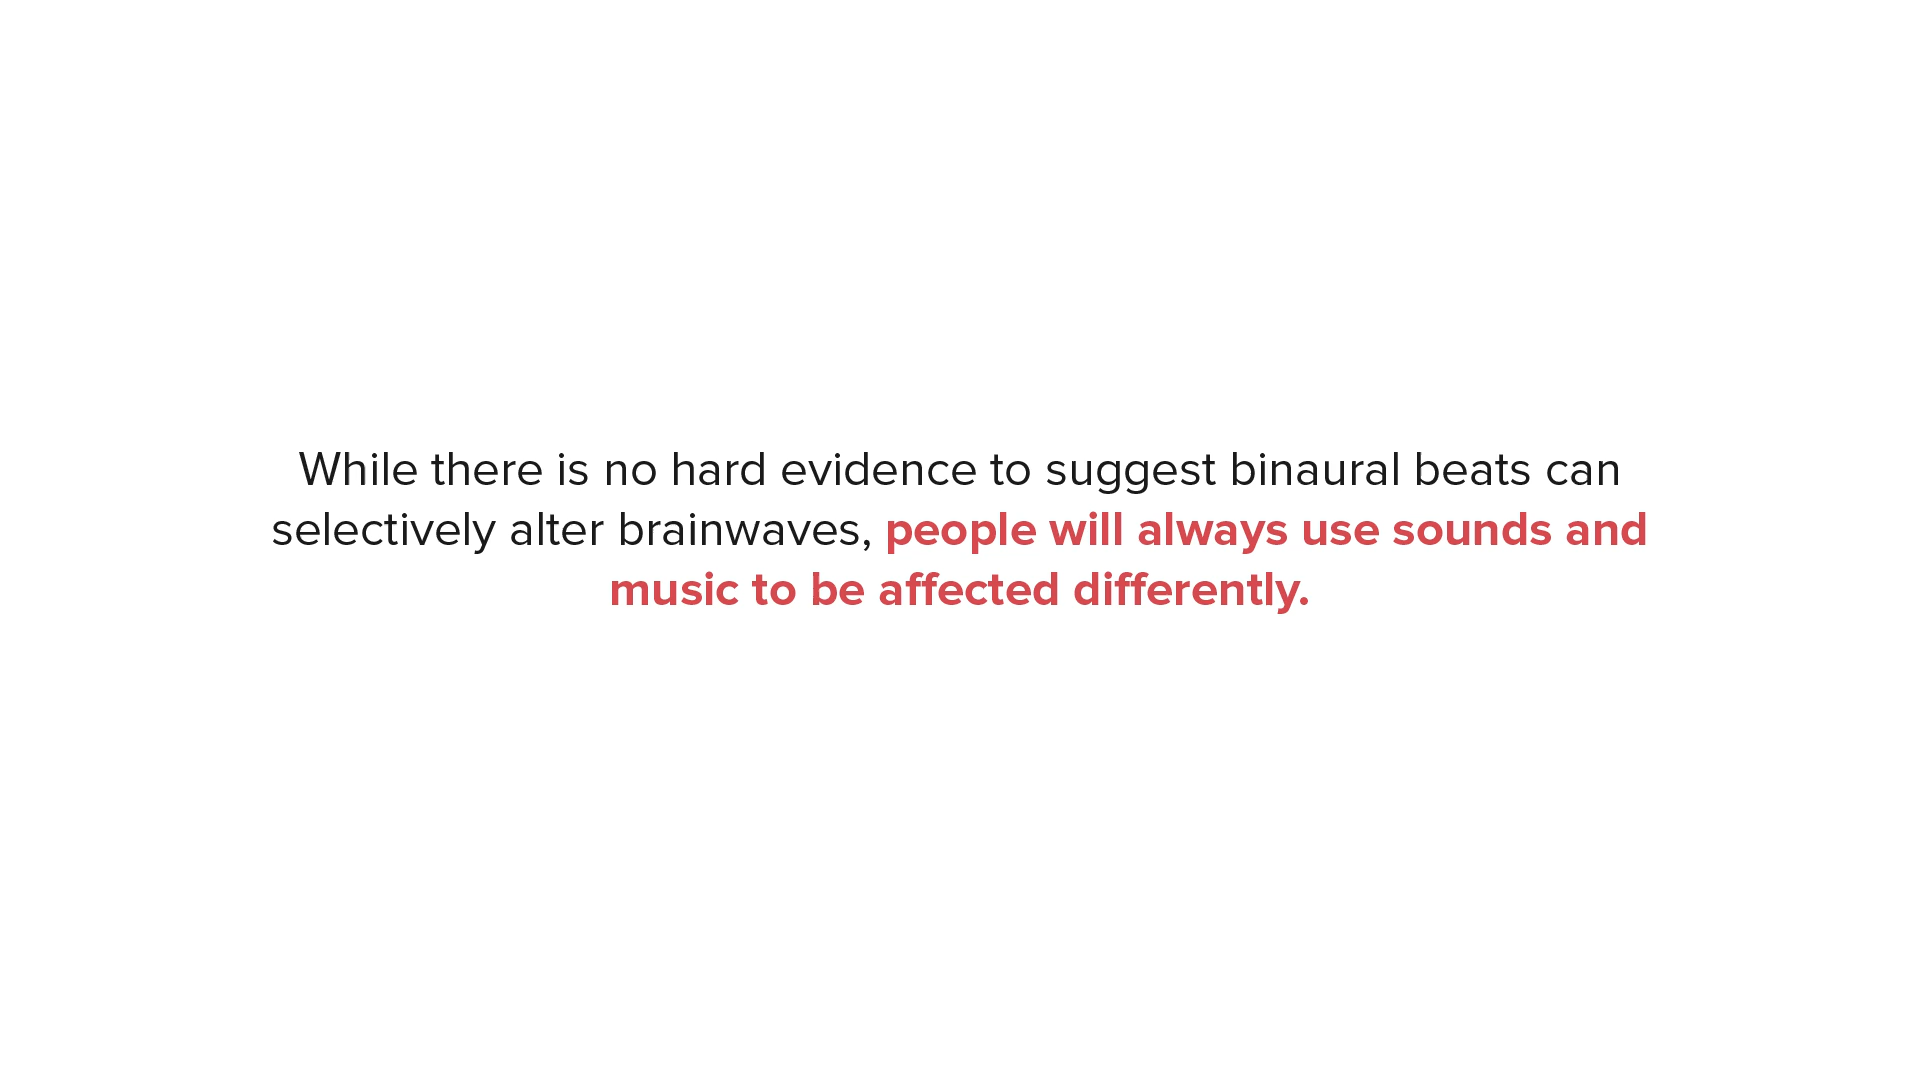 While there is no hard evidence to suggest binaural beats can
selectively alter brainwaves, people will always use sounds and
music to be affected differently.